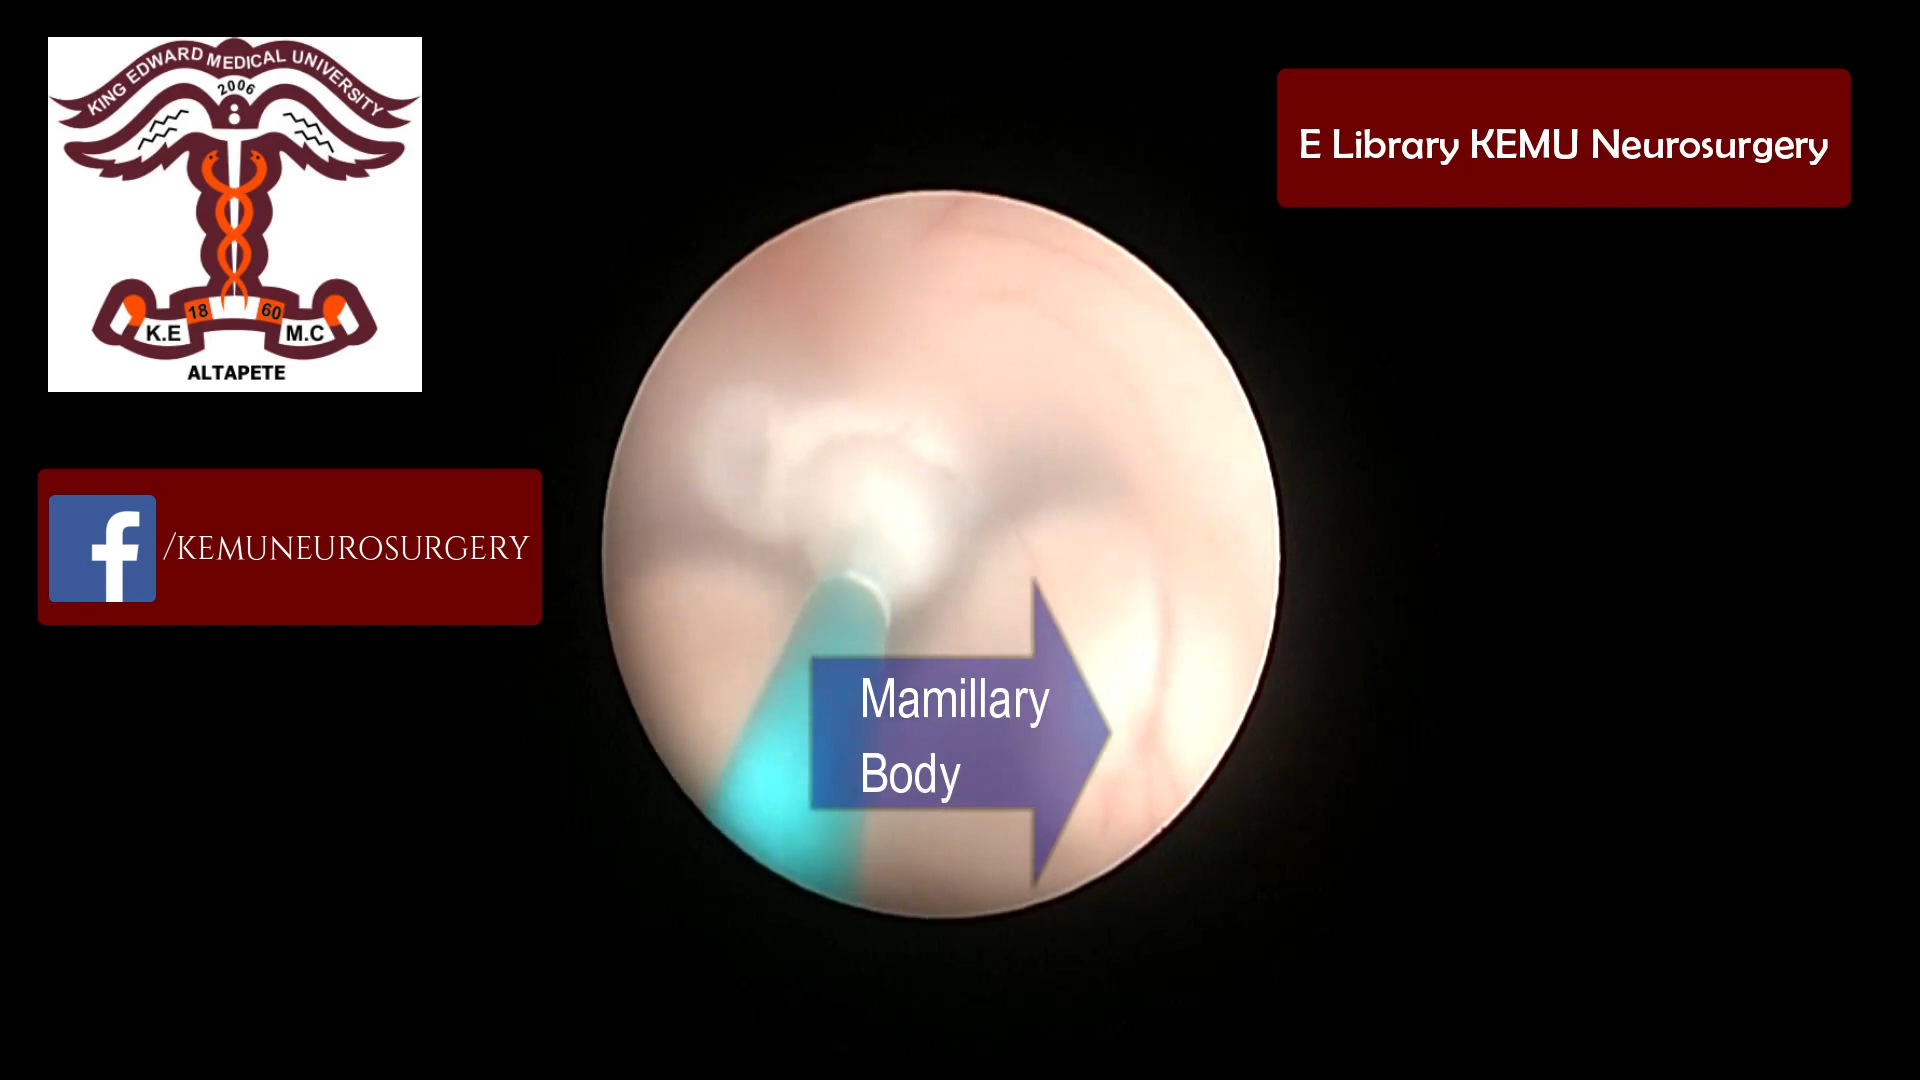 KING EDWARD MEDICAL UNIVERSITY
2006
18 60
K.E M.C
ALTAPETE
E Library KEMU Neurosurgery
f /KEMUNEUROSURGERY
Mamillary
Body